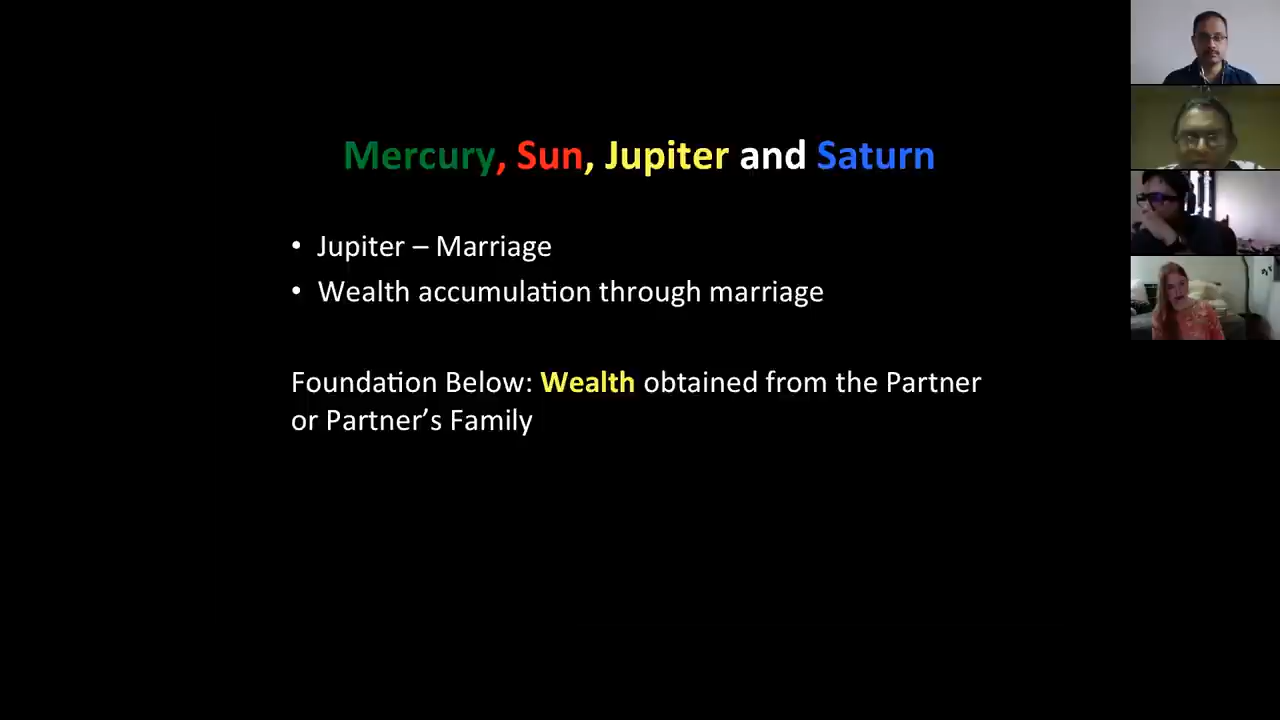 Mercury, Sun, Jupiter and Saturn
• Jupiter – Marriage
• Wealth accumulation through marriage
Foundation Below: Wealth obtained from the Partner
or Partner’s Family